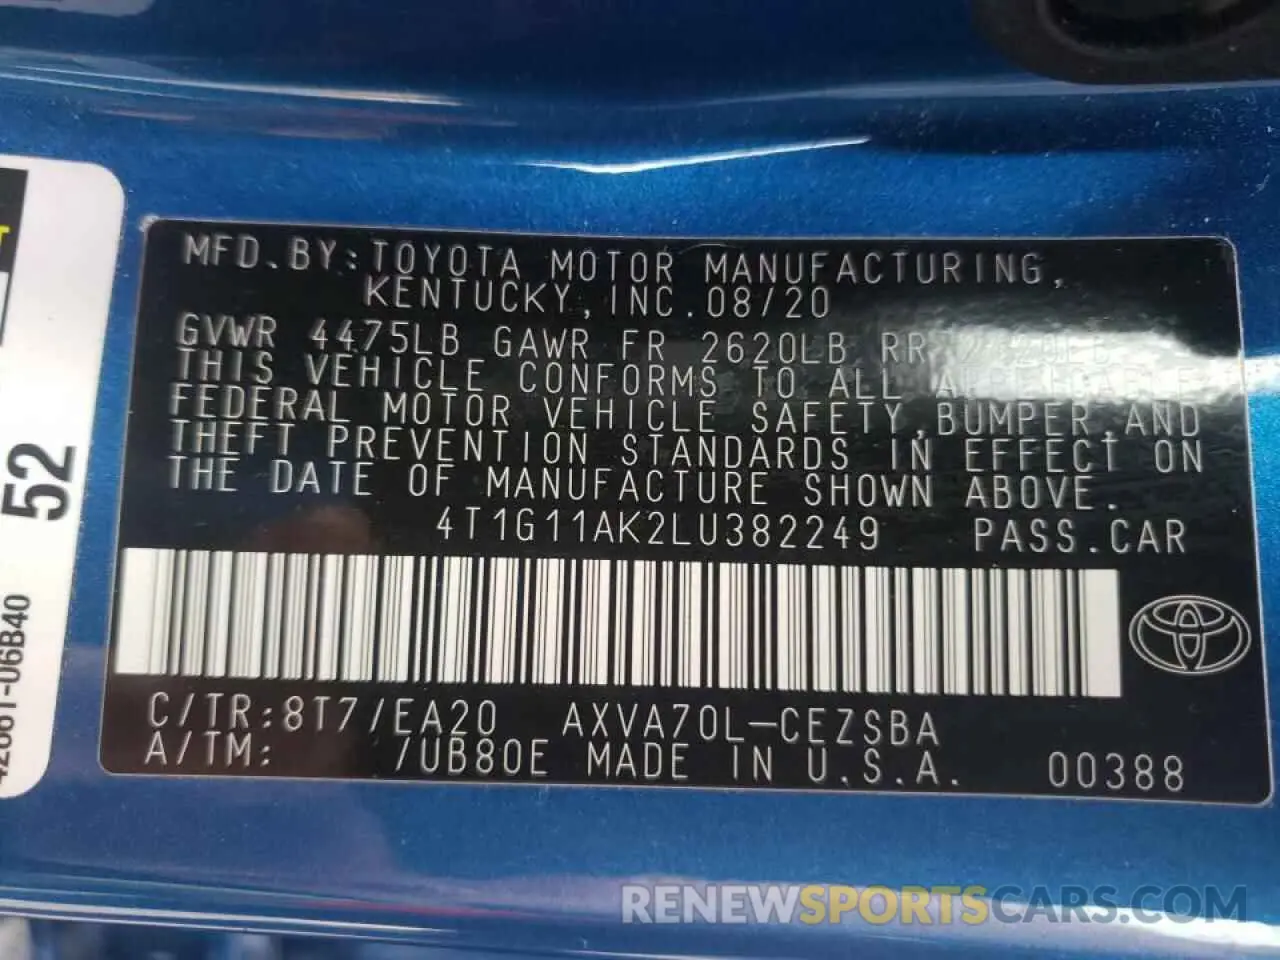 MFD.BY:TOYOTA MOTOR MANUFACTURING,
KENTUCKY,INC.08/20
GVWR 4475LB GAWR FR 2620LB RR
THIS VEHICLE CONFORMS TO ALL APPLICABLE
FEDERAL MOTOR VEHICLE SAFETY,BUMPER,AND
THEFT PREVENTION STANDARDS IN EFFECT ON
THE DATE OF MANUFACTURE SHOWN ABOVE.
4T1G11AK2LU382249 PASS.CAR
C/TR:8T7/EA20 AXVA70L-CEZSBA
A/TM: /UB80E MADE IN U.S.A. 00388
52
42661-06B40
RENEWSPORTSCARS.COM